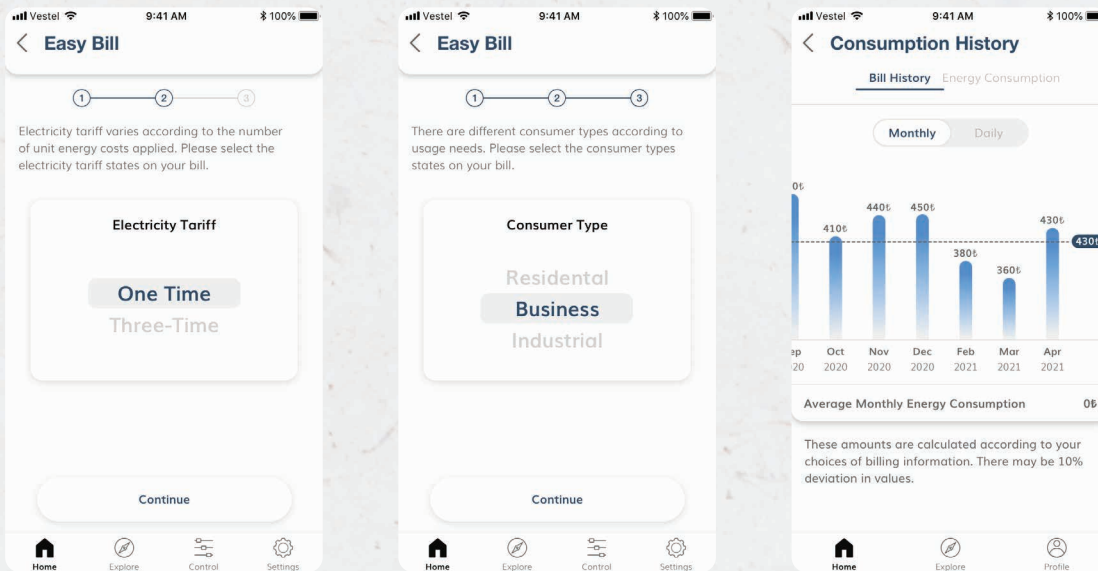 Vestel 9:41 AM 100%
Easy Bill
1 2 3
Electricity tariff varies according to the number
of unit energy costs applied. Please select the
electricity tariff states on your bill.
Electricity Tariff
One Time
Three-Time
Continue
Home Explore Control Settings
Vestel 9:41 AM 100%
Easy Bill
1 2 3
There are different consumer types according to
usage needs. Please select the consumer types
states on your bill.
Consumer Type
Residental
Business
Industrial
Continue
Home Explore Control Settings
Vestel 9:41 AM 100%
Consumption History
Bill History Energy Consumption
Monthly Daily
0₺
410₺ 440₺ 450₺ 380₺ 360₺ 430₺
430₺
ep Oct Nov Dec Feb Mar Apr
20 2020 2020 2020 2021 2021 2021
Average Monthly Energy Consumption 0₺
These amounts are calculated according to your
choices of billing information. There may be 10%
deviation in values.
Home Explore Profile